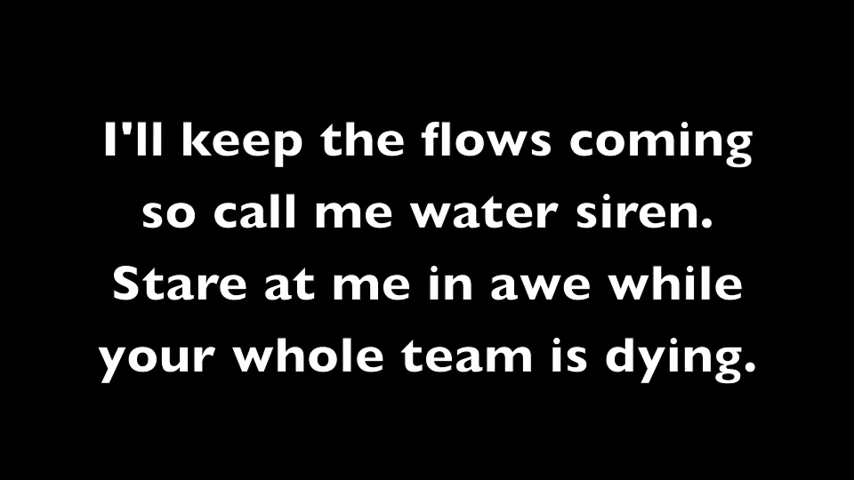 I'll keep the flows coming
so call me water siren.
Stare at me in awe while
your whole team is dying.